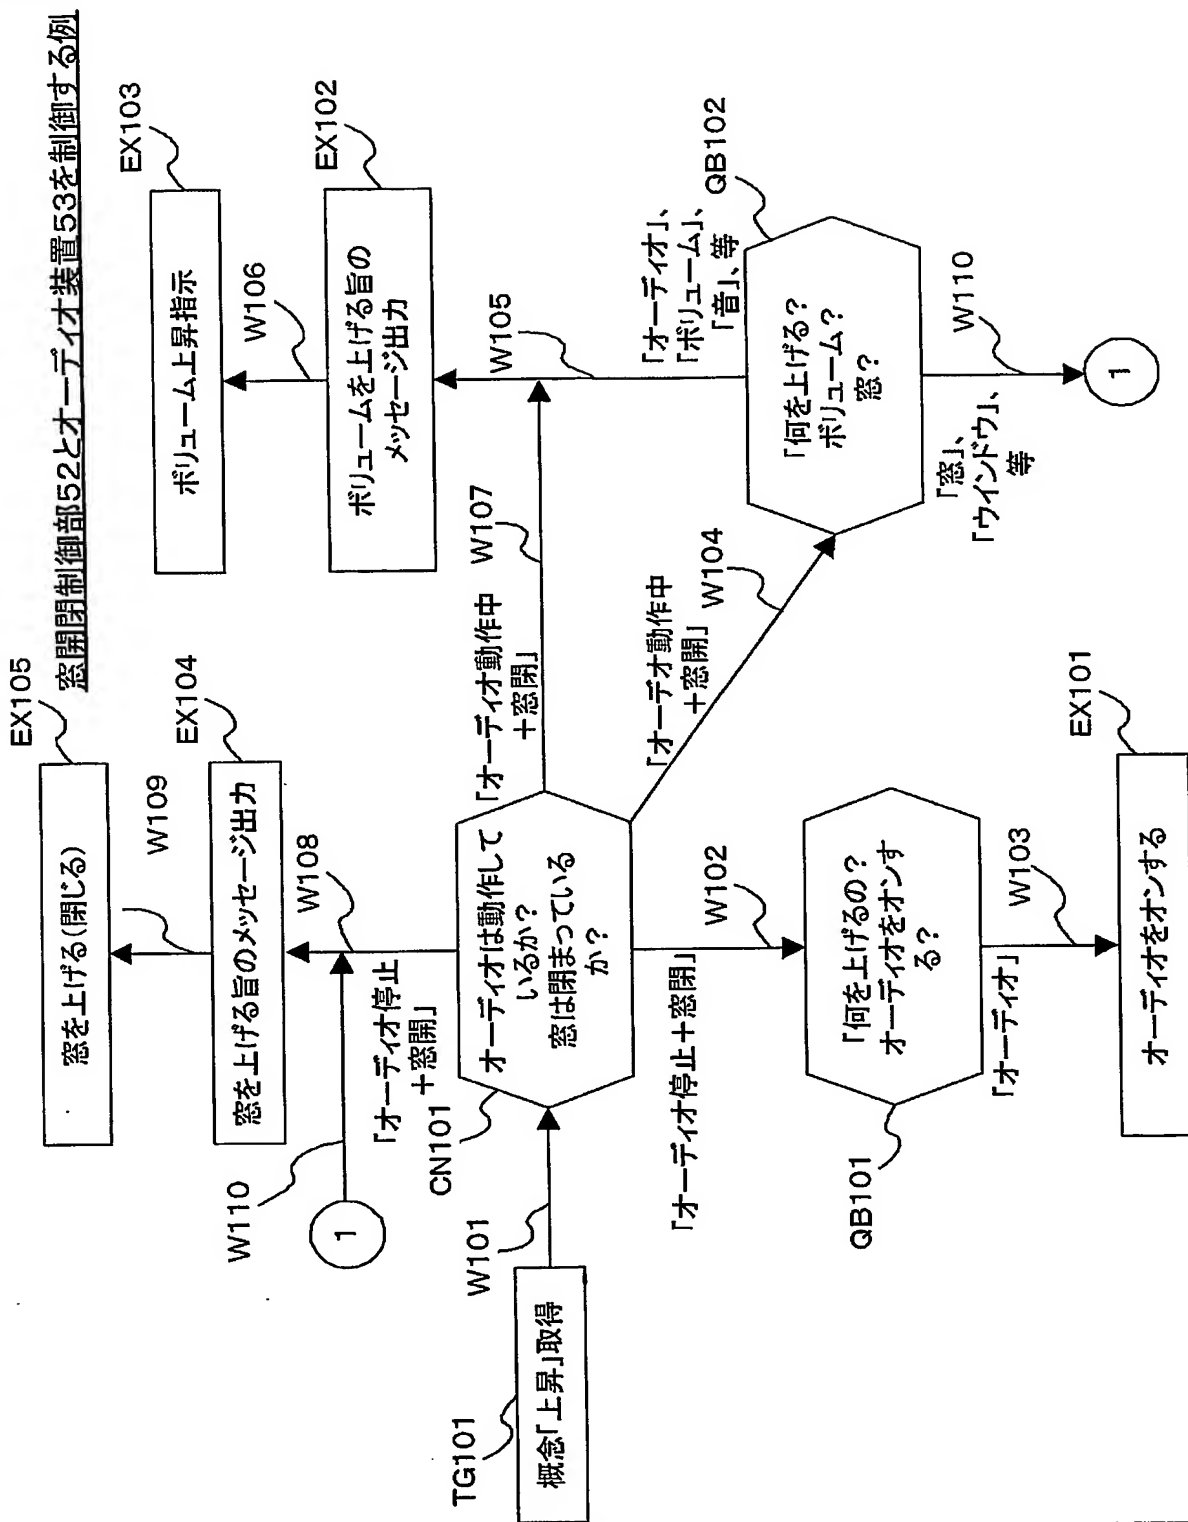 窓開閉制御部52とオーディオ装置53を制御する例
TG101
概念「上昇」取得
W101
CN101
オーディオは動作して
いるか?
窓は閉まっている
か?
W110
1
「オーディオ停止
+窓開」
W108
EX104
窓を上げる旨のメッセージ出力
W109
EX105
窓を上げる(閉じる)
「オーディオ動作中
+窓閉」
W107
「オーディオ動作中
+窓開」
W104
「オーディオ停止+窓閉」
W102
QB101
「何を上げるの?
オーディオをオンす
る?
「オーディオ」
W103
EX101
オーディオをオンする
QB102
「何を上げる?
ボリューム?
窓?
「オーディオ」、
「ボリューム」、
「音」、等
W105
EX102
ボリュームを上げる旨の
メッセージ出力
W106
EX103
ボリューム上昇指示
「窓」、
「ウインドウ」、
等
W110
1